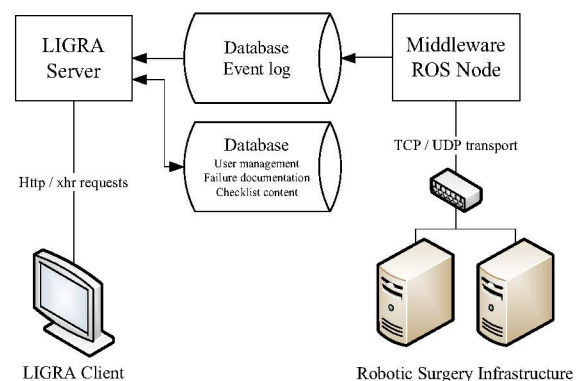 LIGRA
Server
Database
Event log
Middleware
ROS Node
Database
User management
Failure documentation
Checklist content
TCP / UDP transport
Http / xhr requests
LIGRA Client
Robotic Surgery Infrastructure